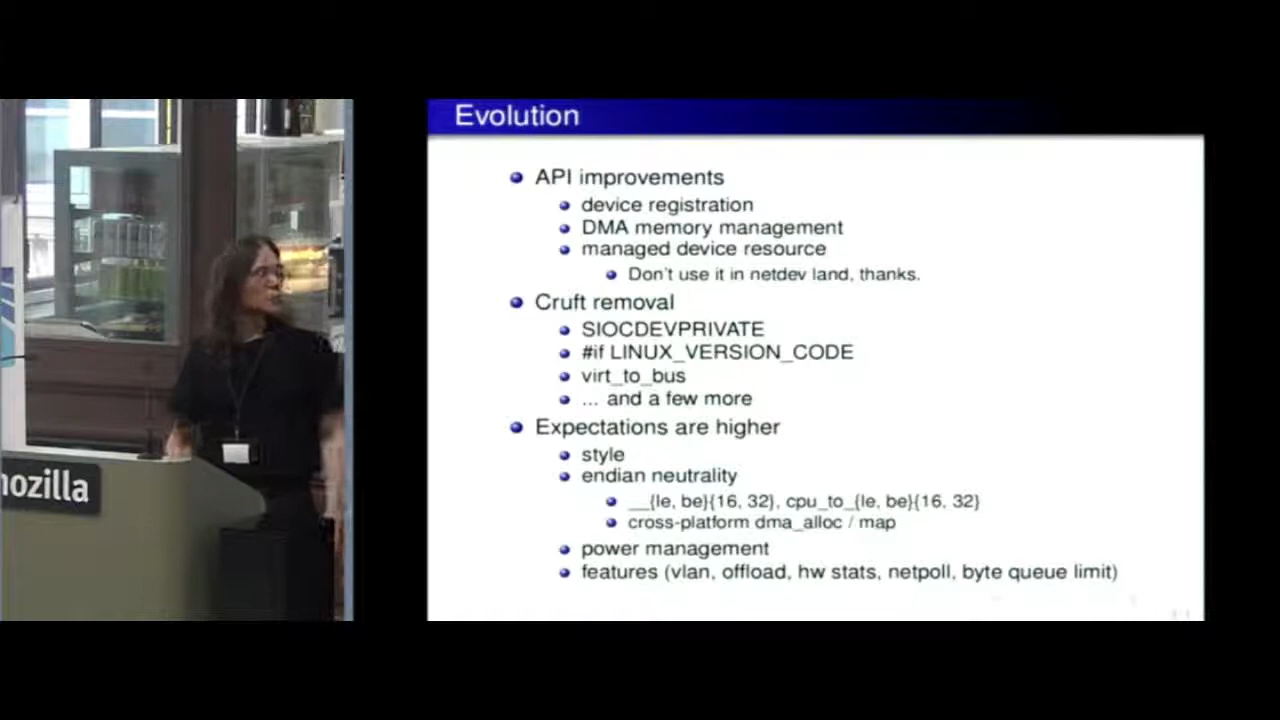 Evolution
API improvements
device registration
DMA memory management
managed device resource
Don't use it in netdev land, thanks.
Cruft removal
SIOCDEVPRIVATE
#if LINUX_VERSION_CODE
virt_to_bus
... and a few more
Expectations are higher
style
endian neutrality
__{le, be}{16, 32}, cpu_to_{le, be}{16, 32}
cross-platform dma_alloc / map
power management
features (vlan, offload, hw stats, netpoll, byte queue limit)
mozilla